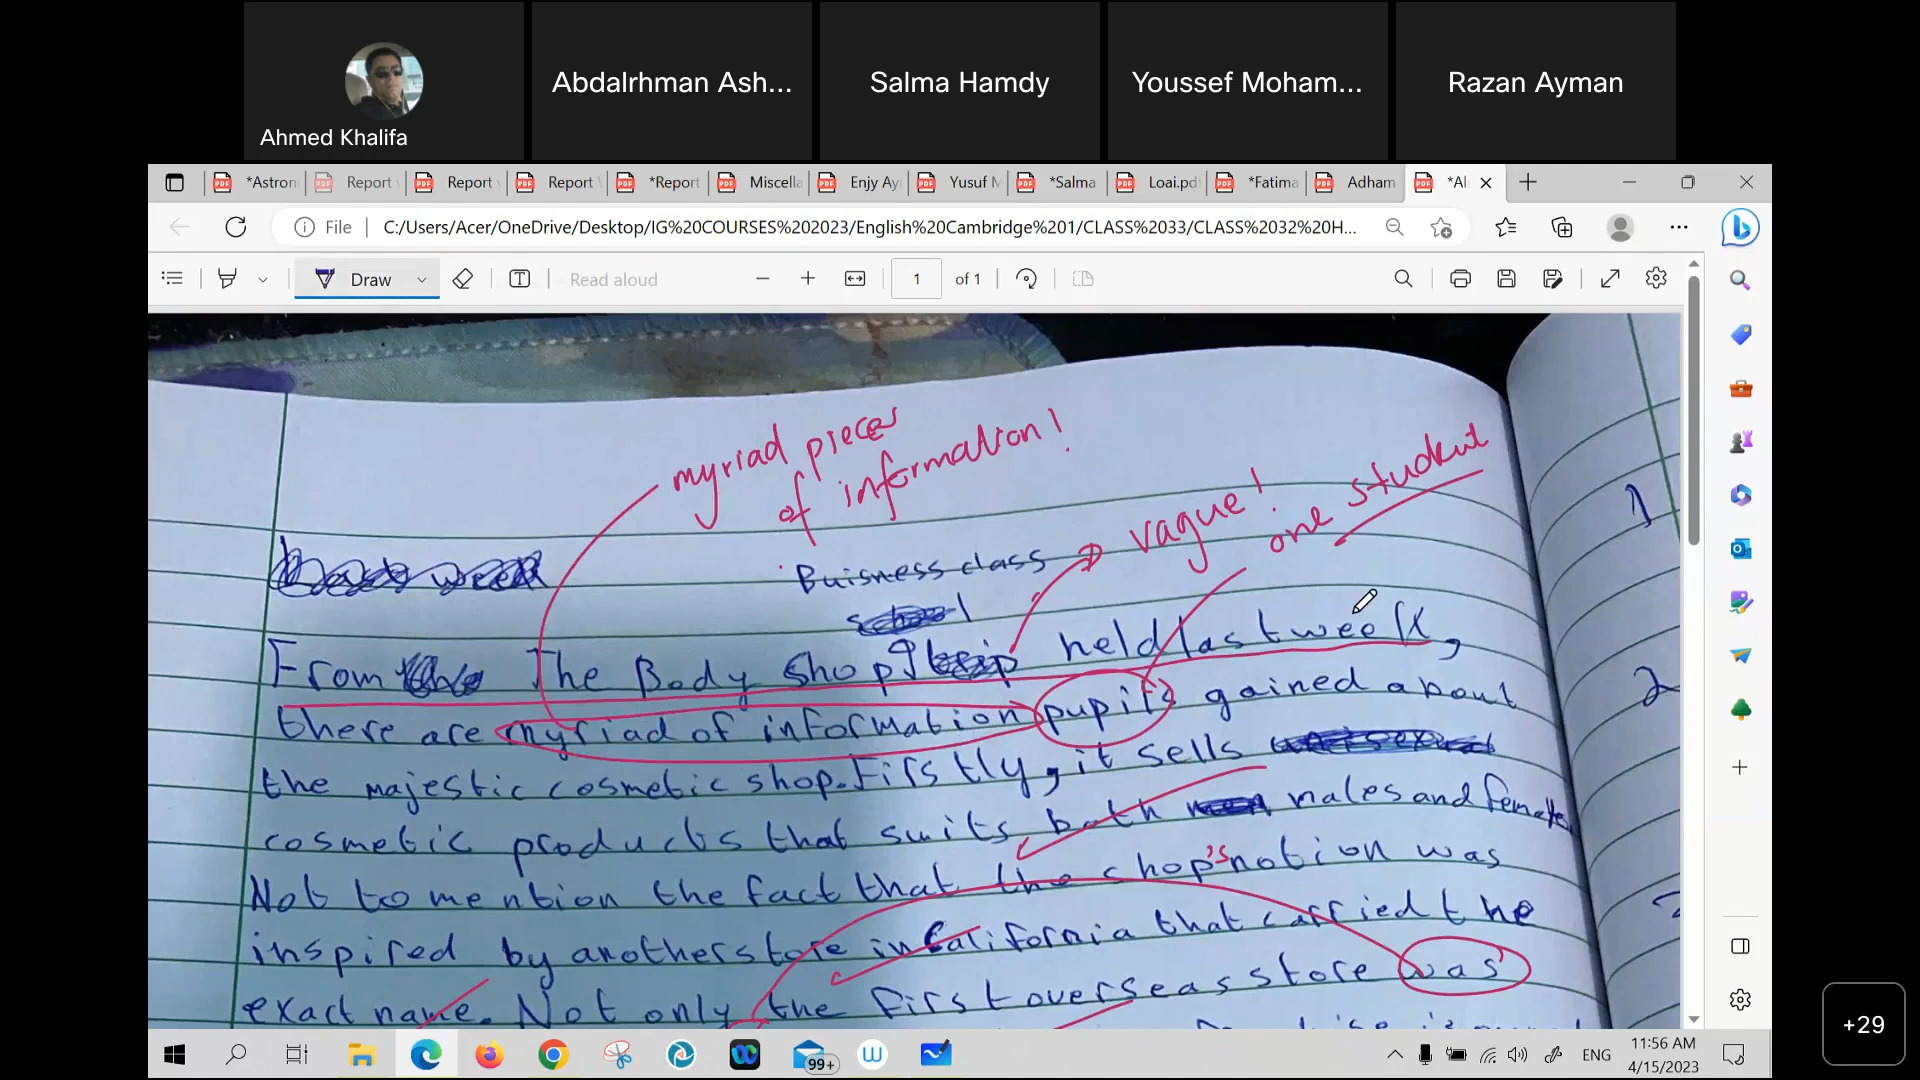 Ahmed Khalifa
Abdalrhman Ash...
Salma Hamdy
Youssef Moham...
Razan Ayman
*Astron
Report
Report
Report
*Report
Miscella
Enjy Ay
Yusuf M
*Salma
Loai.pdf
*Fatima
Adham
*Al
File
C:/Users/Acer/OneDrive/Desktop/IG%20COURSES%202023/English%20Cambridge%201/CLASS%2033/CLASS%2032%20H...
Draw
Read aloud
1
of 1
myriad pieces
of information!
vague!
one student
Buisness class
From The Body Shop held last week,
there are myriad of information pupils gained about
the majestic cosmetic shop. Firstly, it sells
cosmetic products that suits both males and females
Not to mention the fact that the shop's notion was
inspired by another store in California that carried the
exact name. Not only the first overseas store was
1
2
+29
99+
ENG
11:56 AM
4/15/2023